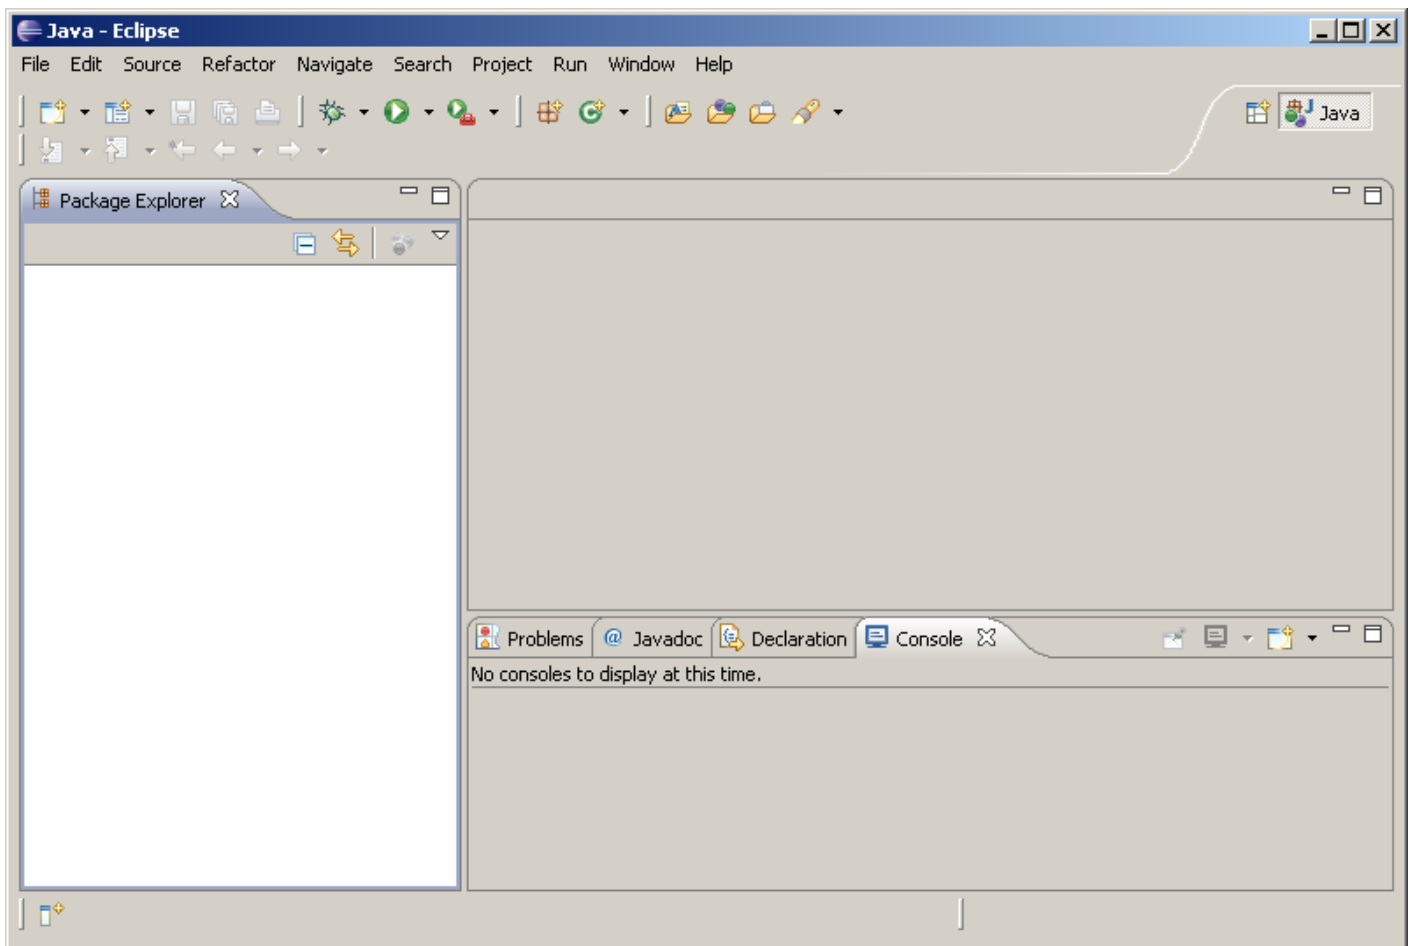 Java - Eclipse
File Edit Source Refactor Navigate Search Project Run Window Help
Java
Package Explorer
Problems @ Javadoc Declaration Console
No consoles to display at this time.